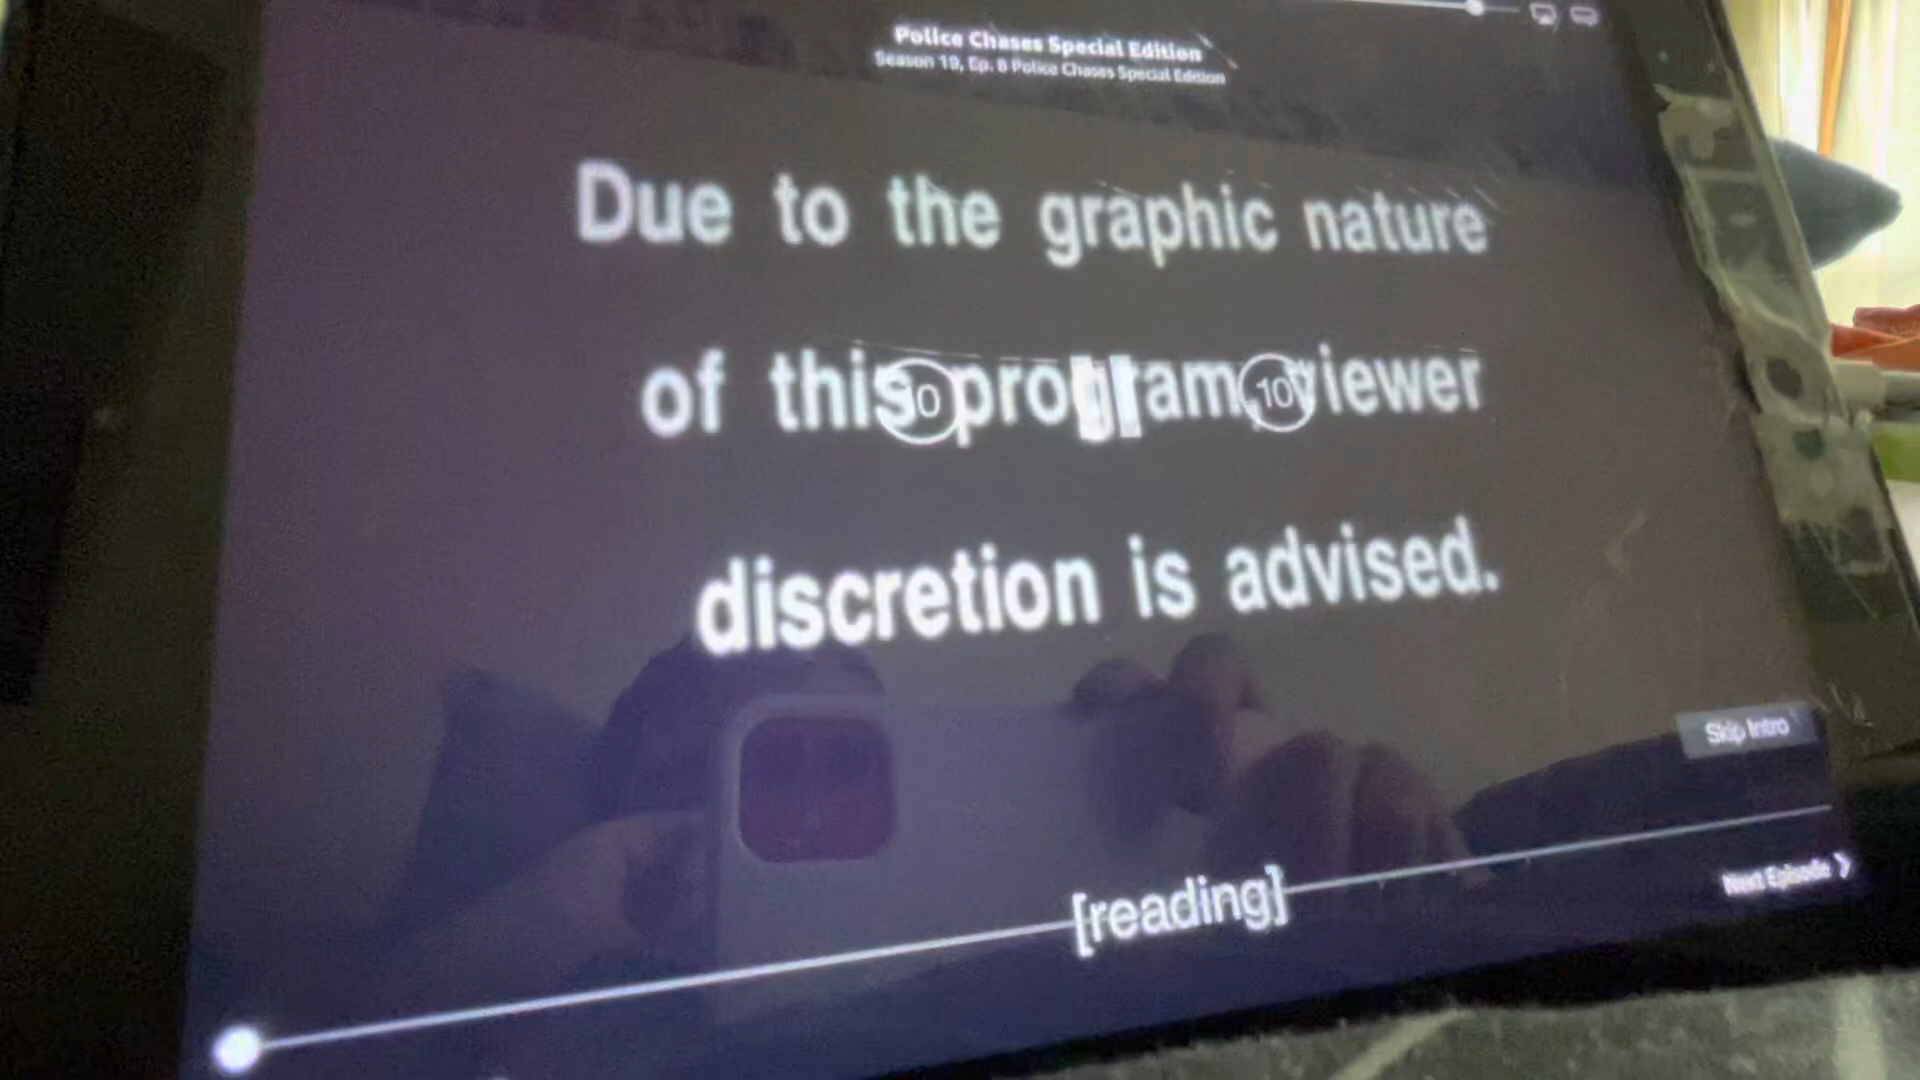 Police Chases Special Edition
Season 19, Ep. 8 Police Chases Special Edition
Due to the graphic nature
of this program, viewer
10 10
discretion is advised.
Skip Intro
[reading]
Next Episode